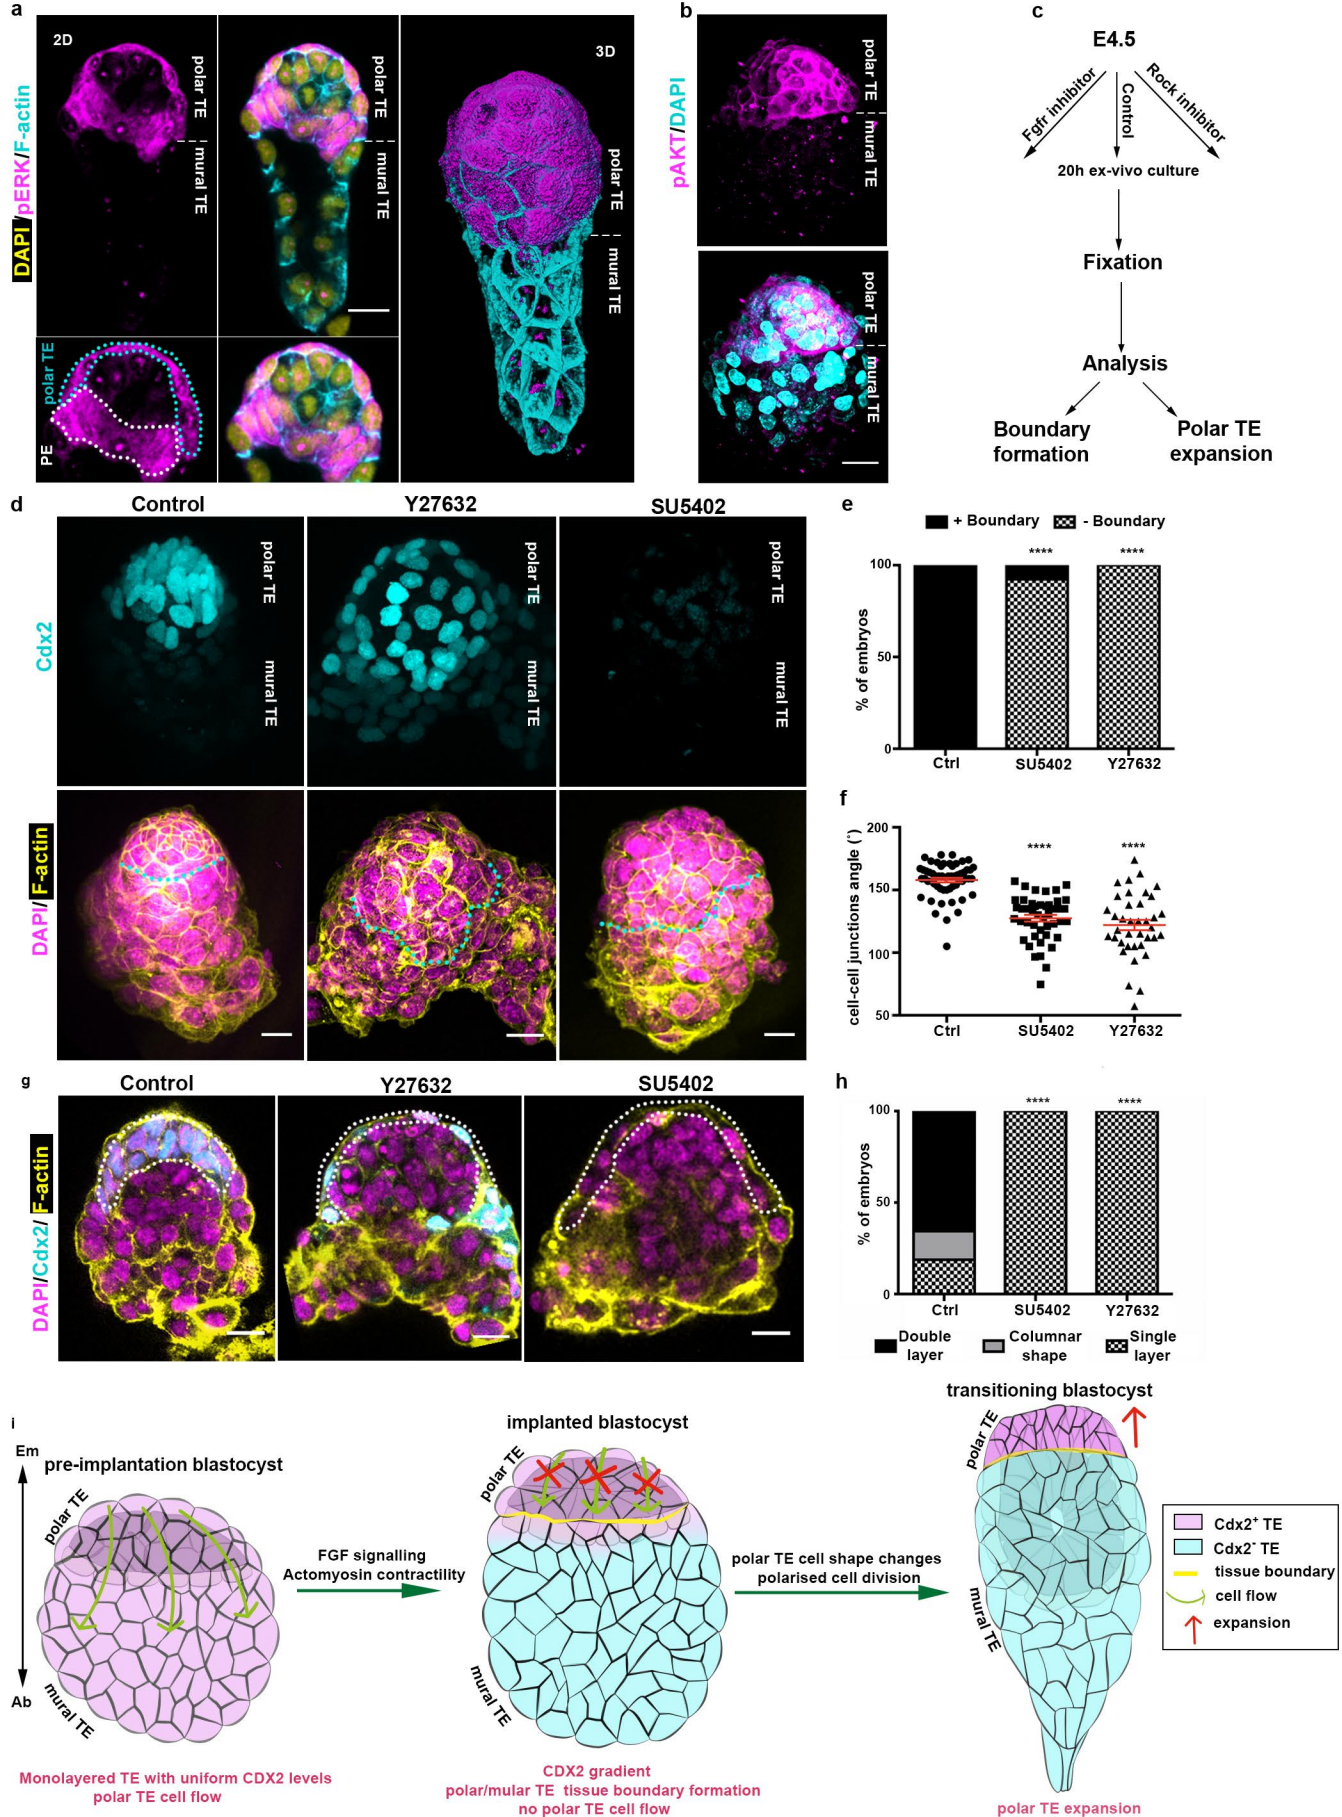 a
2D
polar TE
mural TE
polar TE
mural TE
3D
polar TE
mural TE
DAPI/pERK/F-actin
polar TE
PE
b
pAKT/DAPI
polar TE
mural TE
polar TE
mural TE
c
E4.5
Fgfr inhibitor
Control
Rock inhibitor
20h ex-vivo culture
Fixation
Analysis
Boundary
formation
Polar TE
expansion
d
Control
Y27632
SU5402
Cdx2
polar TE
mural TE
polar TE
mural TE
polar TE
mural TE
DAPI/F-actin
e
+ Boundary
- Boundary
% of embryos
100
50
0
****
****
Ctrl
SU5402
Y27632
f
cell-cell junctions angle (°)
200
150
100
50
****
****
Ctrl
SU5402
Y27632
g
Control
Y27632
SU5402
DAPI/Cdx2/F-actin
h
% of embryos
100
50
0
****
****
Ctrl
SU5402
Y27632
Double
layer
Columnar
shape
Single
layer
i
Em
Ab
pre-implantation blastocyst
polar TE
mural TE
Monolayered TE with uniform CDX2 levels
polar TE cell flow
FGF signalling
Actomyosin contractility
implanted blastocyst
polar TE
mural TE
CDX2 gradient
polar/mular TE tissue boundary formation
no polar TE cell flow
polar TE cell shape changes
polarised cell division
transitioning blastocyst
polar TE
mural TE
polar TE expansion
Cdx2+ TE
Cdx2- TE
tissue boundary
cell flow
expansion